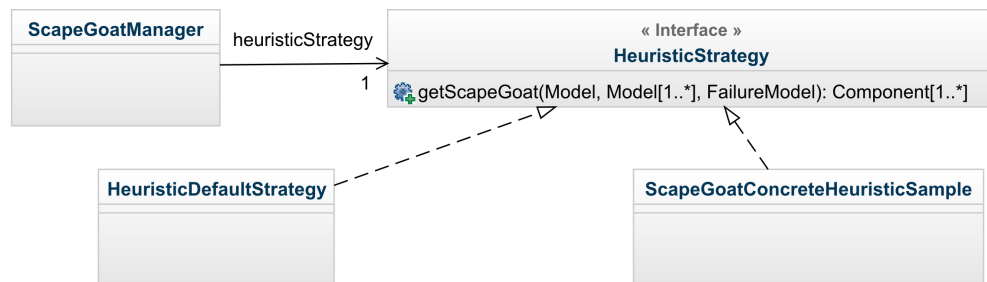 ScapeGoatManager
heuristicStrategy
1
« Interface »
HeuristicStrategy
getScapeGoat(Model, Model[1..*], FailureModel): Component[1..*]
HeuristicDefaultStrategy
ScapeGoatConcreteHeuristicSample